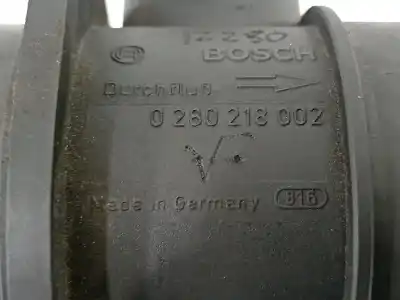 BOSCH
Durchfluß
0 280 218 002
Made in Germany 816